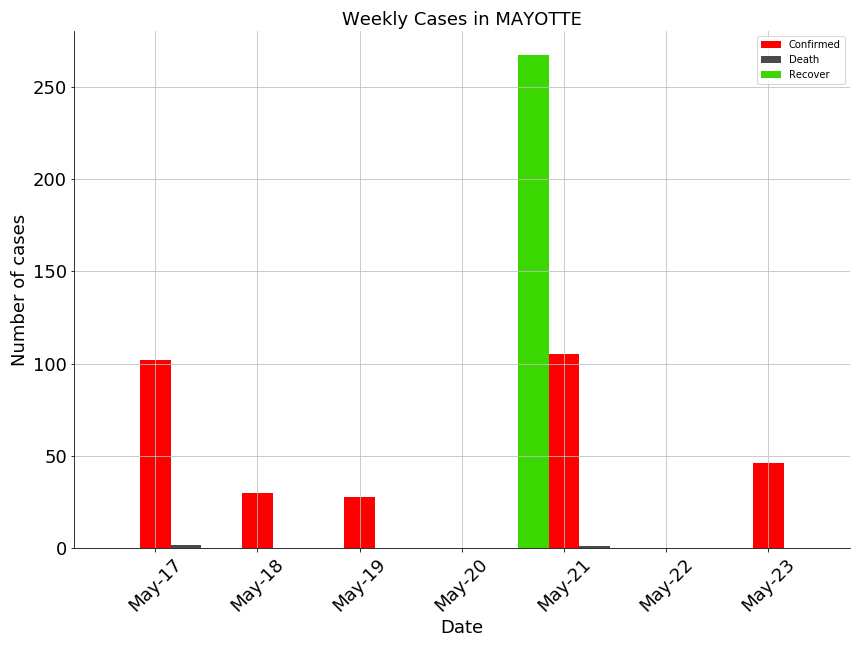 Weekly Cases in MAYOTTE
Confirmed
Death
Recover
Number of cases
250
200
150
100
50
0
May-17
May-18
May-19
May-20
May-21
May-22
May-23
Date